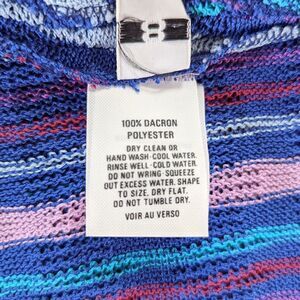 100% DACRON
POLYESTER
DRY CLEAN OR
HAND WASH-COOL WATER.
RINSE WELL-COLD WATER.
DO NOT WRING-SQUEEZE
OUT EXCESS WATER. SHAPE
TO SIZE. DRY FLAT.
DO NOT TUMBLE DRY.
VOIR AU VERSO